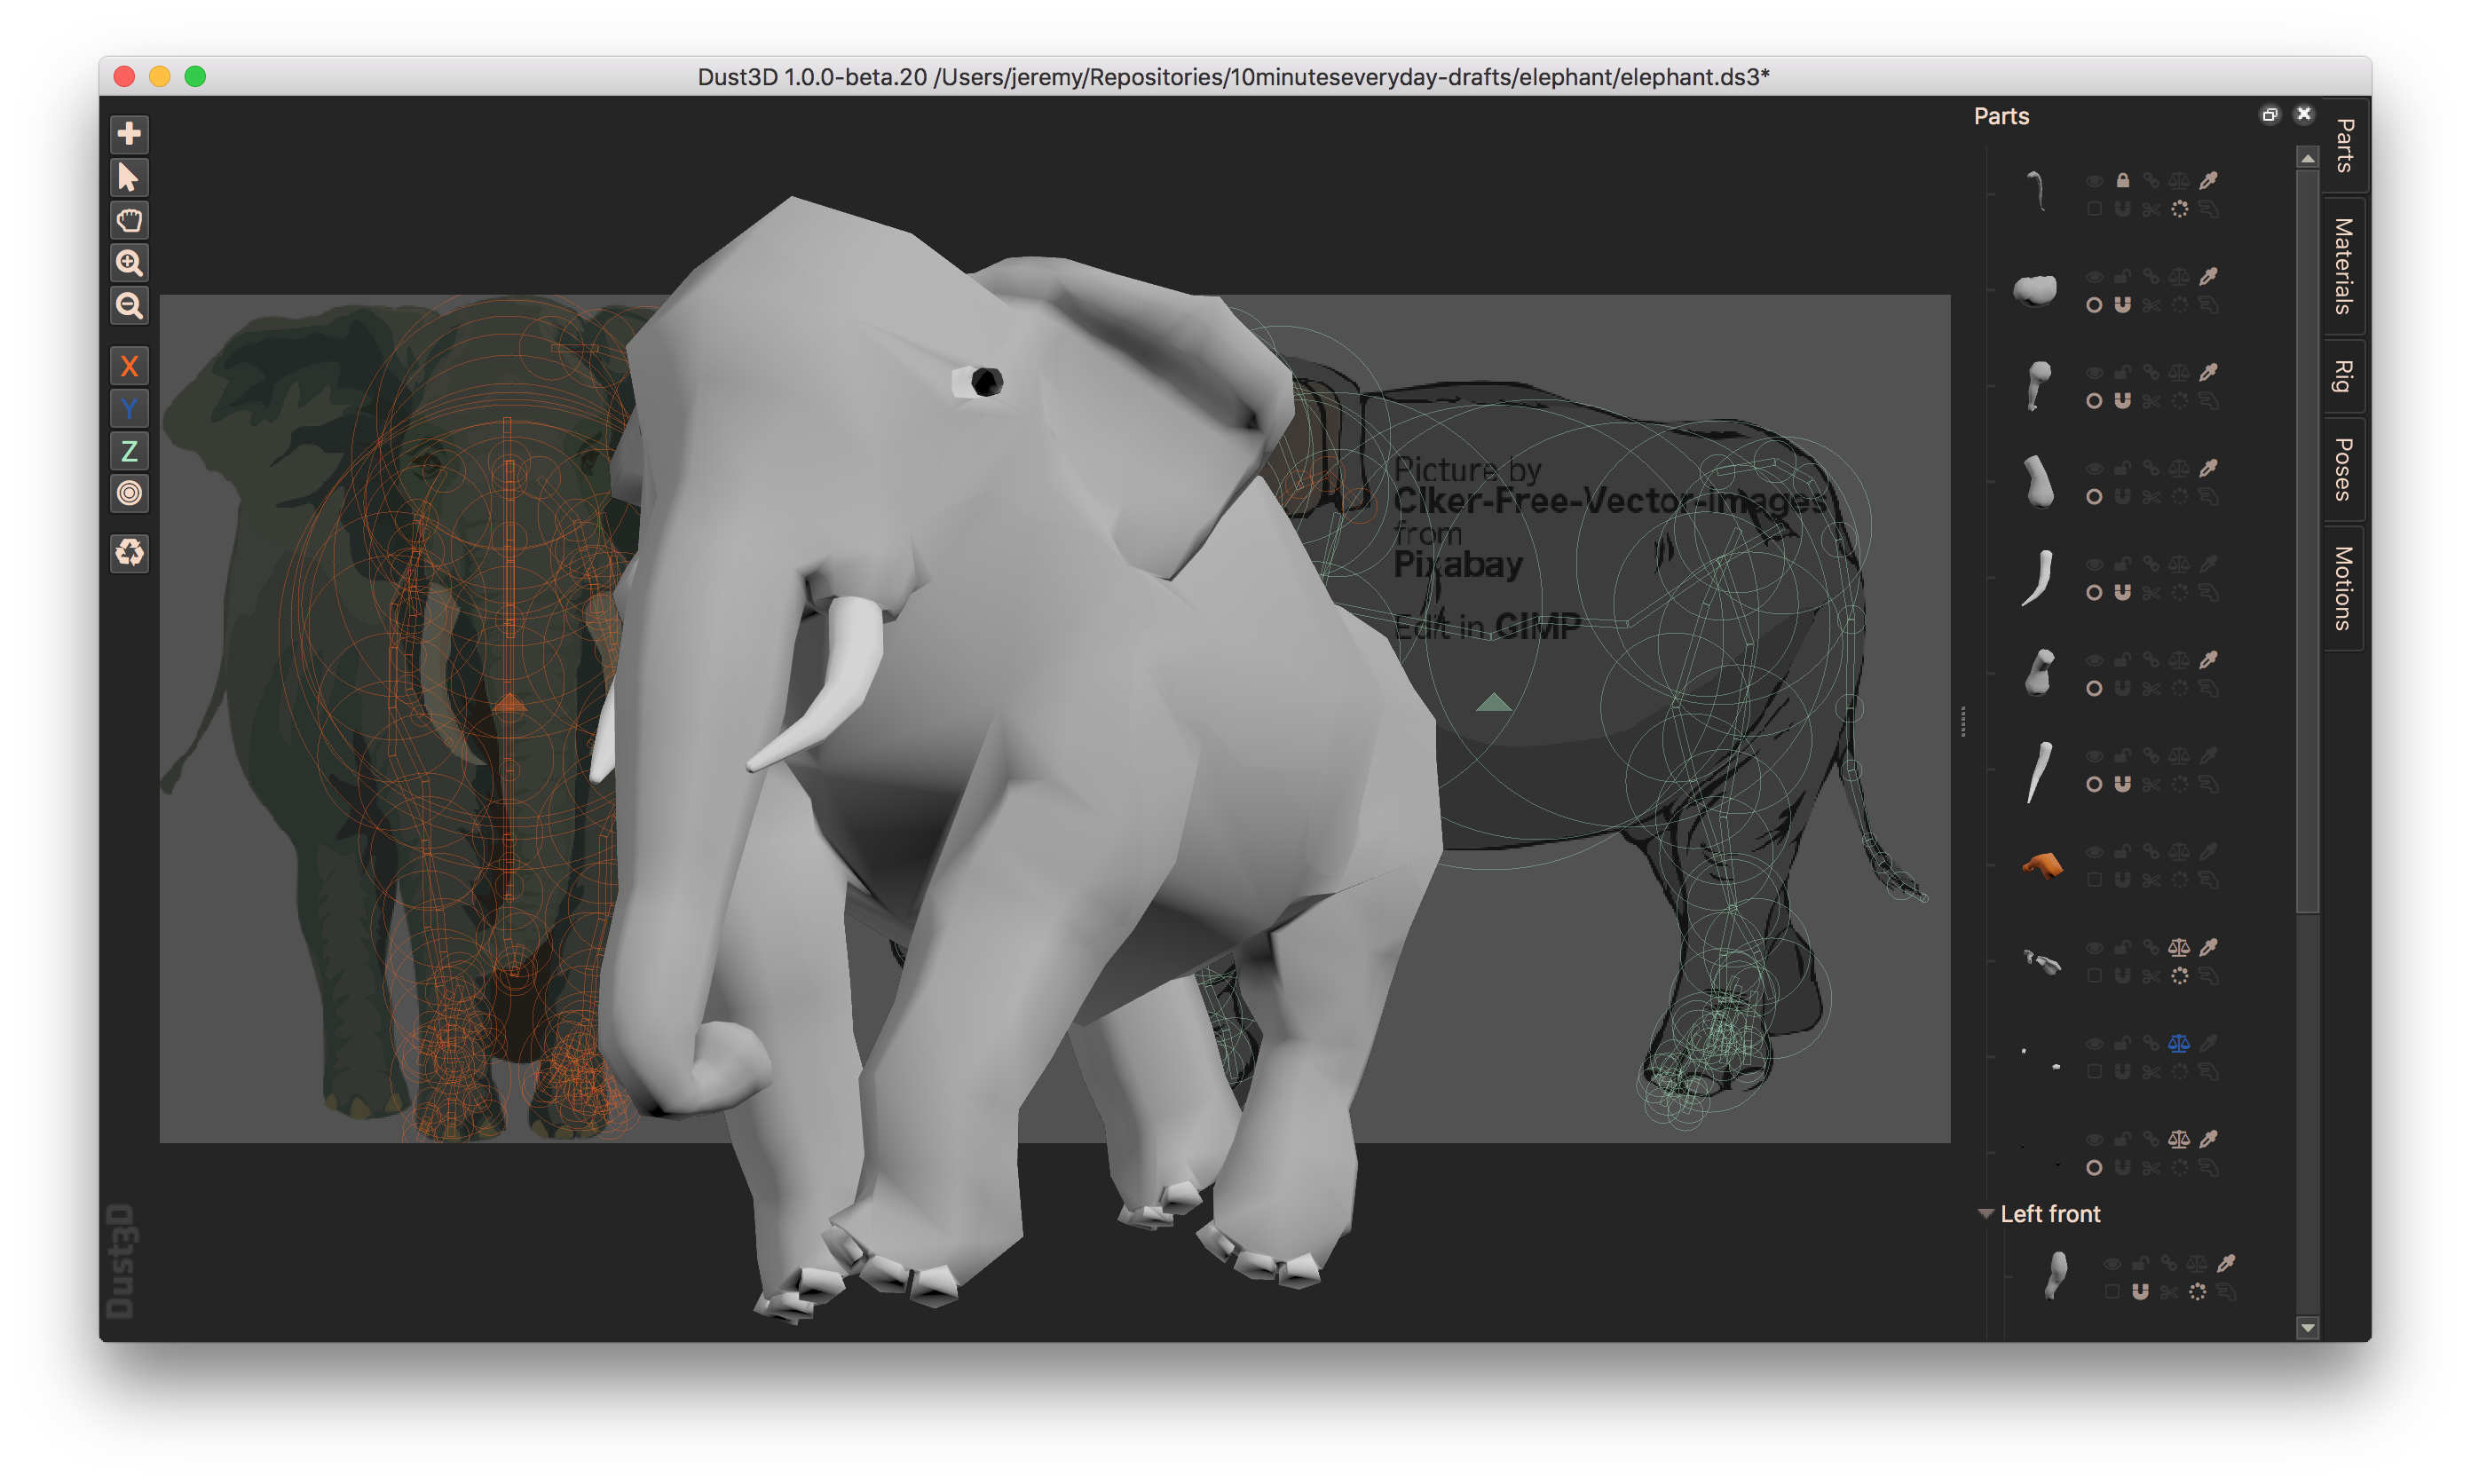 Dust3D 1.0.0-beta.20 /Users/jeremy/Repositories/10minuteseveryday-drafts/elephant/elephant.ds3*
Parts
Parts
Materials
Rig
Poses
Motions
X
Y
Z
Picture by
Clker-Free-Vector-Images
from
Pixabay
Edit in GIMP
Left front
Dust3D